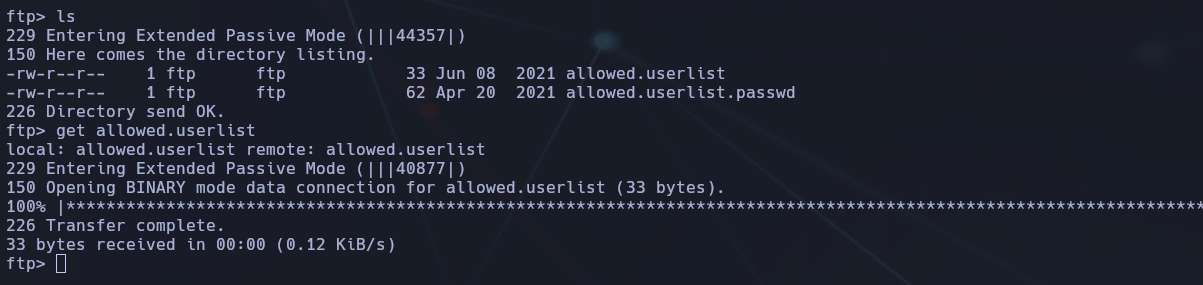 ftp> ls
229 Entering Extended Passive Mode (|||44357|)
150 Here comes the directory listing.
-rw-r--r--    1 ftp      ftp            33 Jun 08  2021 allowed.userlist
-rw-r--r--    1 ftp      ftp            62 Apr 20  2021 allowed.userlist.passwd
226 Directory send OK.
ftp> get allowed.userlist
local: allowed.userlist remote: allowed.userlist
229 Entering Extended Passive Mode (|||40877|)
150 Opening BINARY mode data connection for allowed.userlist (33 bytes).
100% |******************************************************************************************************************
226 Transfer complete.
33 bytes received in 00:00 (0.12 KiB/s)
ftp>